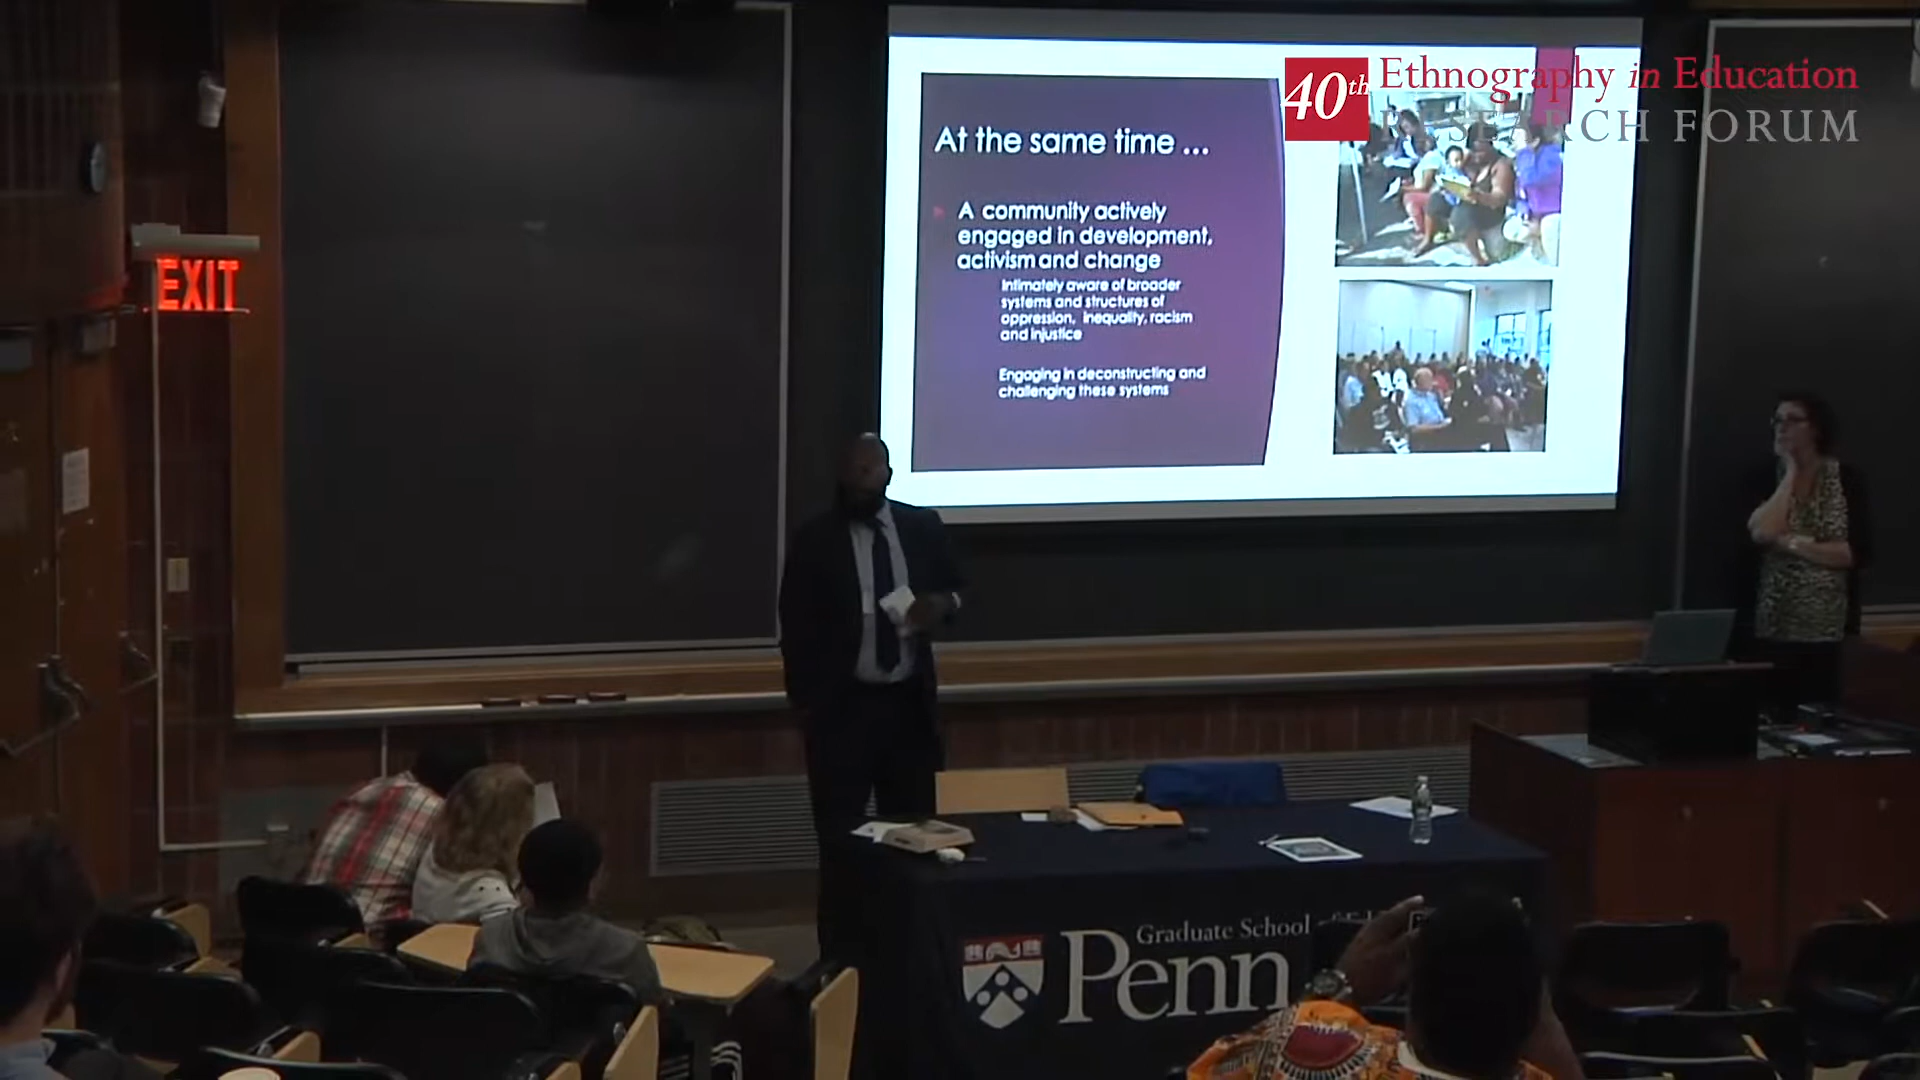 40th Ethnography in Education
RESEARCH FORUM
At the same time ...
A community actively
engaged in development,
activism and change
Intimately aware of broader
systems and structures of
oppression, inequality, racism
and injustice
Engaging in deconstructing and
challenging these systems
EXIT
Graduate School of
Penn